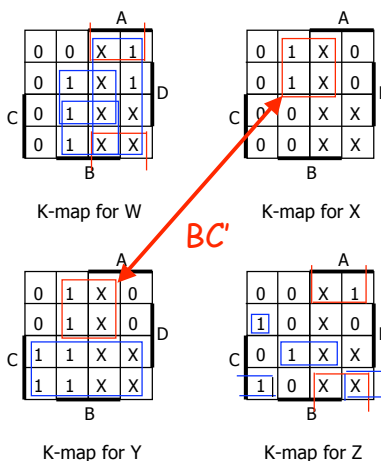 A
0 0 X 1
0 1 X 1
D
C
0 1 X X
0 1 X X
B
K-map for W
A
0 1 X 0
0 1 X 0
C
0 0 X X
0 0 X X
B
K-map for X
BC'
A
0 1 X 0
0 1 X 0
D
C
1 1 X X
1 1 X X
B
K-map for Y
A
0 0 X 1
1 0 X 0
C
0 1 X X
1 0 X X
B
K-map for Z